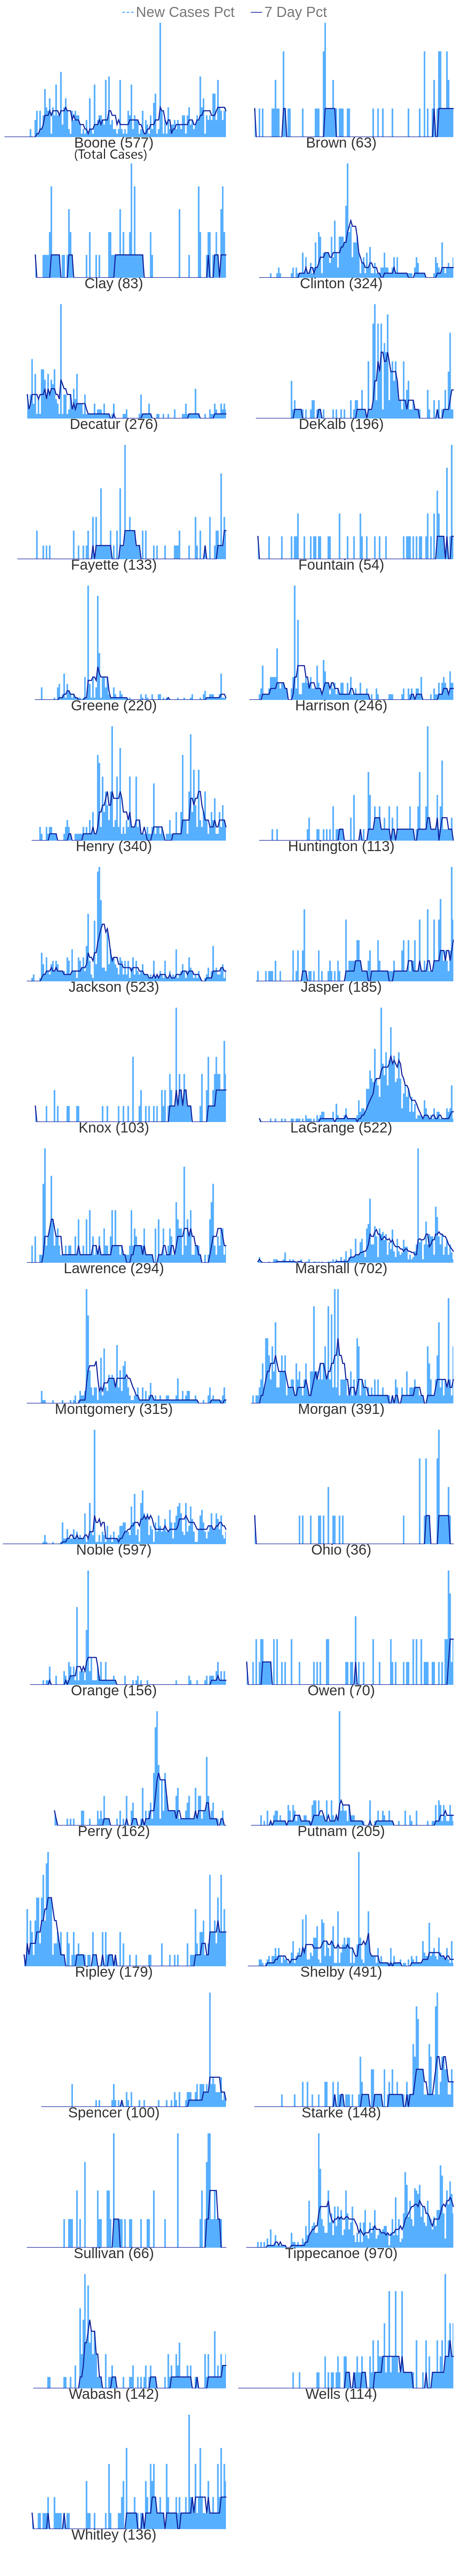 New Cases Pct 7 Day Pct
Boone (577) Brown (63)
(Total Cases)
Clay (83) Clinton (324)
Decatur (276) DeKalb (196)
Fayette (133) Fountain (54)
Greene (220) Harrison (246)
Henry (340) Huntington (113)
Jackson (523) Jasper (185)
Knox (103) LaGrange (522)
Lawrence (294) Marshall (702)
Montgomery (315) Morgan (391)
Noble (597) Ohio (36)
Orange (156) Owen (70)
Perry (162) Putnam (205)
Ripley (179) Shelby (491)
Spencer (100) Starke (148)
Sullivan (66) Tippecanoe (970)
Wabash (142) Wells (114)
Whitley (136)